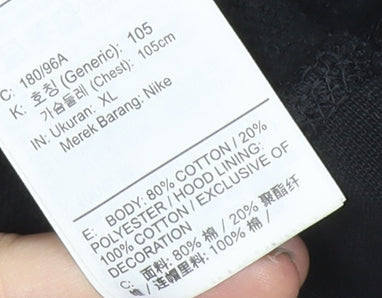 C: 180/96A
K: 호칭 (Generic): 105
가슴둘레 (Chest): 105cm
IN: Ukuran: XL
Merek Barang: Nike
E: BODY: 80% COTTON / 20%
POLYESTER / HOOD LINING:
100% COTTON / EXCLUSIVE OF
DECORATION
C: 面料: 80% 棉 / 20% 聚酯纤
/ 连帽里料: 100% 棉 /